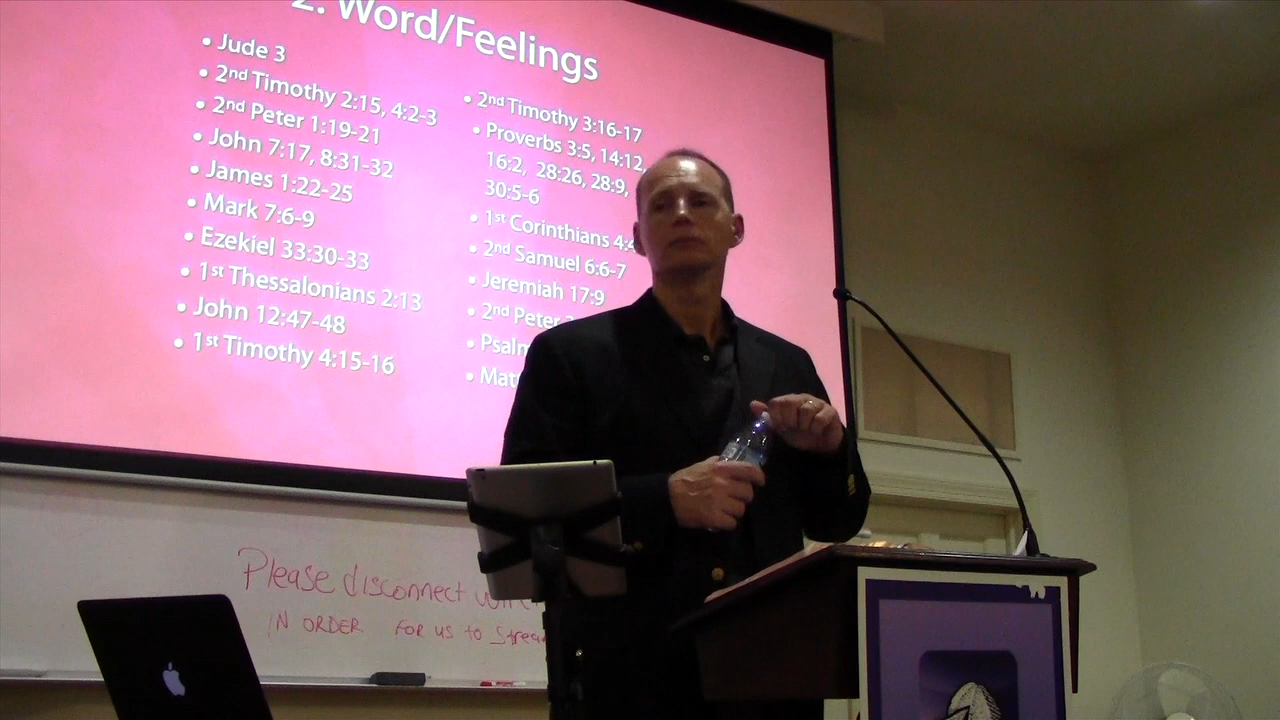 2. Word/Feelings
• Jude 3
• 2nd Timothy 2:15, 4:2-3
• 2nd Peter 1:19-21
• John 7:17, 8:31-32
• James 1:22-25
• Mark 7:6-9
• Ezekiel 33:30-33
• 1st Thessalonians 2:13
• John 12:47-48
• 1st Timothy 4:15-16
• 2nd Timothy 3:16-17
• Proverbs 3:5, 14:12,
16:2, 28:26, 28:9,
30:5-6
• 1st Corinthians
• 2nd Samuel 6:6-7
• Jeremiah 17:9
• 2nd Peter
Please disconnect
IN ORDER FOR US TO